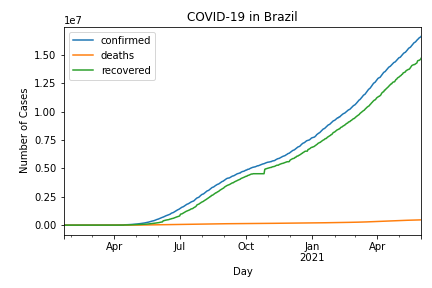 COVID-19 in Brazil
1e7
confirmed
deaths
recovered
Number of Cases
1.50
1.25
1.00
0.75
0.50
0.25
0.00
Apr
Jul
Oct
Jan
2021
Apr
Day